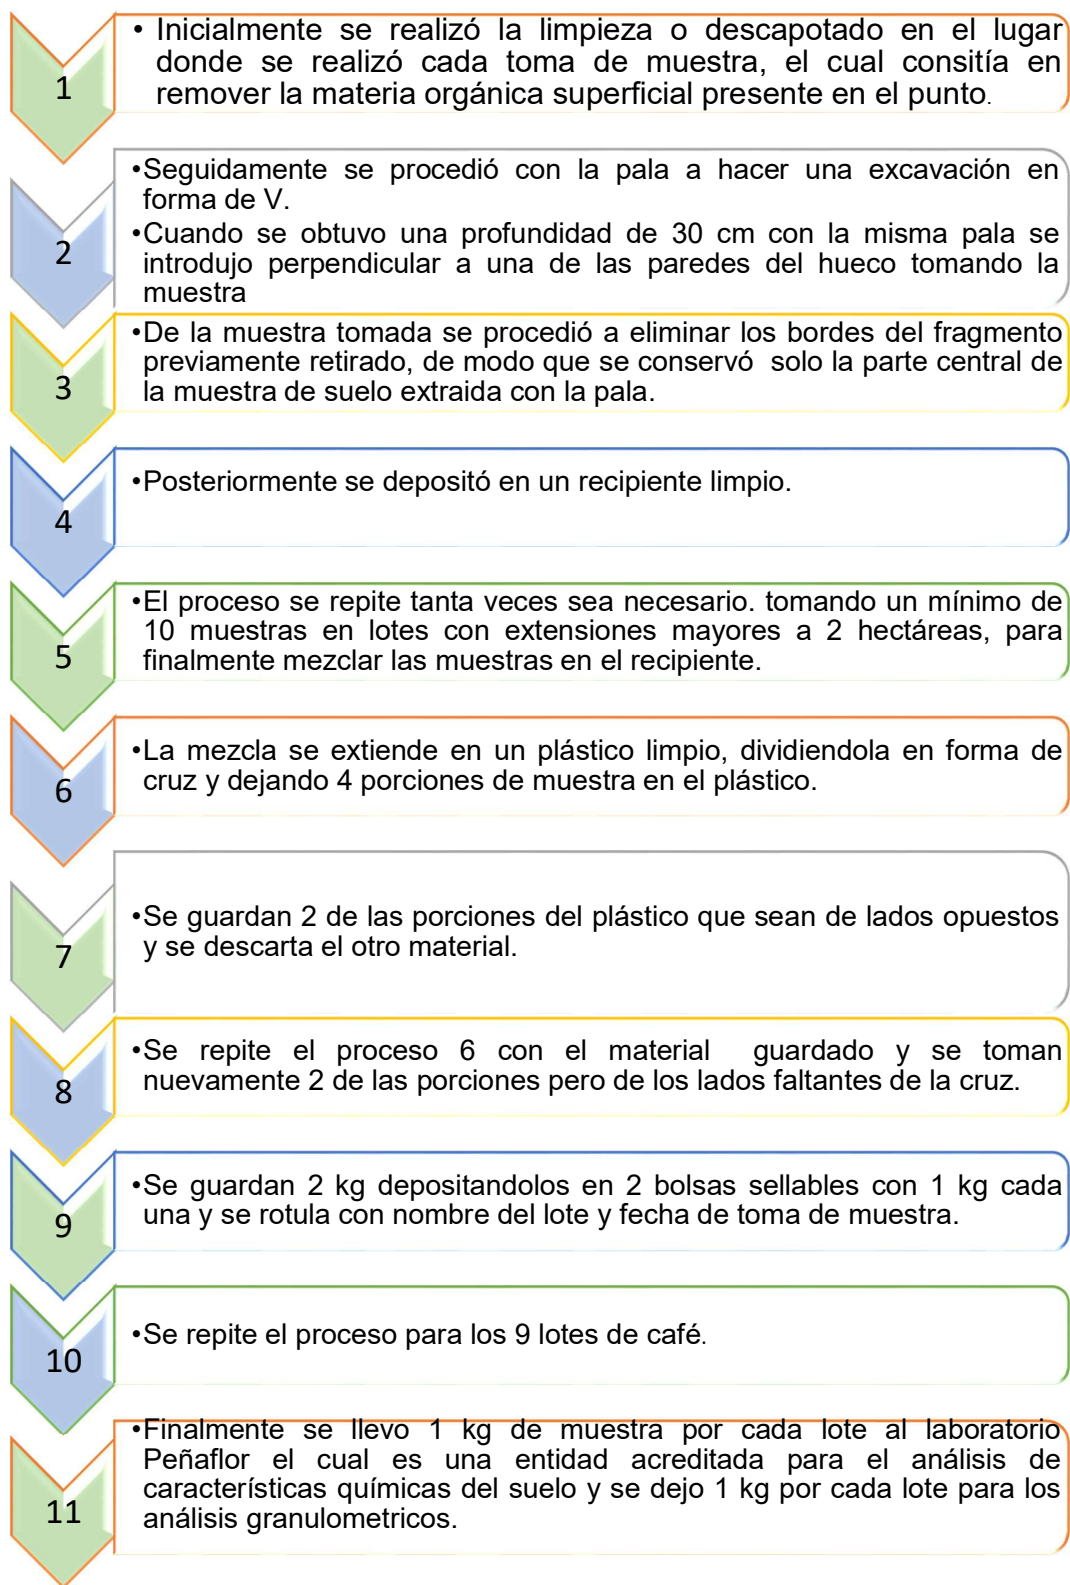 1
• Inicialmente se realizó la limpieza o descapotado en el lugar
donde se realizó cada toma de muestra, el cual consitía en
remover la materia orgánica superficial presente en el punto.
2
•Seguidamente se procedió con la pala a hacer una excavación en
forma de V.
•Cuando se obtuvo una profundidad de 30 cm con la misma pala se
introdujo perpendicular a una de las paredes del hueco tomando la
muestra
3
•De la muestra tomada se procedió a eliminar los bordes del fragmento
previamente retirado, de modo que se conservó solo la parte central de
la muestra de suelo extraida con la pala.
4
•Posteriormente se depositó en un recipiente limpio.
5
•El proceso se repite tanta veces sea necesario. tomando un mínimo de
10 muestras en lotes con extensiones mayores a 2 hectáreas, para
finalmente mezclar las muestras en el recipiente.
6
•La mezcla se extiende en un plástico limpio, dividiendola en forma de
cruz y dejando 4 porciones de muestra en el plástico.
7
•Se guardan 2 de las porciones del plástico que sean de lados opuestos
y se descarta el otro material.
8
•Se repite el proceso 6 con el material guardado y se toman
nuevamente 2 de las porciones pero de los lados faltantes de la cruz.
9
•Se guardan 2 kg depositandolos en 2 bolsas sellables con 1 kg cada
una y se rotula con nombre del lote y fecha de toma de muestra.
10
•Se repite el proceso para los 9 lotes de café.
11
•Finalmente se llevo 1 kg de muestra por cada lote al laboratorio
Peñaflor el cual es una entidad acreditada para el análisis de
características químicas del suelo y se dejo 1 kg por cada lote para los
análisis granulometricos.